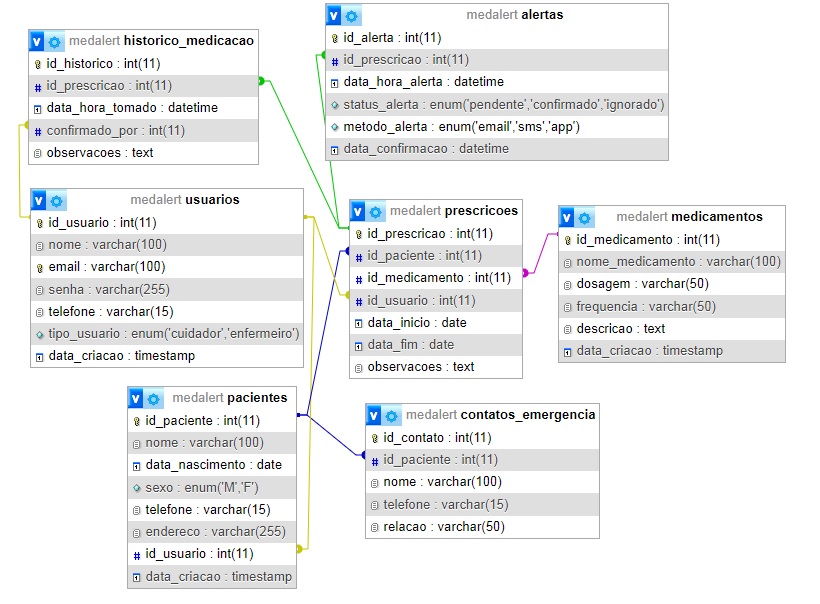 v medalert historico_medicacao
id_historico : int(11)
# id_prescricao : int(11)
data_hora_tomado : datetime
# confirmado_por : int(11)
observacoes : text
v medalert alertas
id_alerta : int(11)
# id_prescricao : int(11)
data_hora_alerta : datetime
status_alerta : enum('pendente','confirmado','ignorado')
metodo_alerta : enum('email','sms','app')
data_confirmacao : datetime
v medalert usuarios
id_usuario : int(11)
nome : varchar(100)
email : varchar(100)
senha : varchar(255)
telefone : varchar(15)
tipo_usuario : enum('cuidador','enfermeiro')
data_criacao : timestamp
v medalert prescricoes
id_prescricao : int(11)
# id_paciente : int(11)
# id_medicamento : int(11)
# id_usuario : int(11)
data_inicio : date
data_fim : date
observacoes : text
v medalert medicamentos
id_medicamento : int(11)
nome_medicamento : varchar(100)
dosagem : varchar(50)
frequencia : varchar(50)
descricao : text
data_criacao : timestamp
v medalert pacientes
id_paciente : int(11)
nome : varchar(100)
data_nascimento : date
sexo : enum('M','F')
telefone : varchar(15)
endereco : varchar(255)
# id_usuario : int(11)
data_criacao : timestamp
v medalert contatos_emergencia
id_contato : int(11)
# id_paciente : int(11)
nome : varchar(100)
telefone : varchar(15)
relacao : varchar(50)